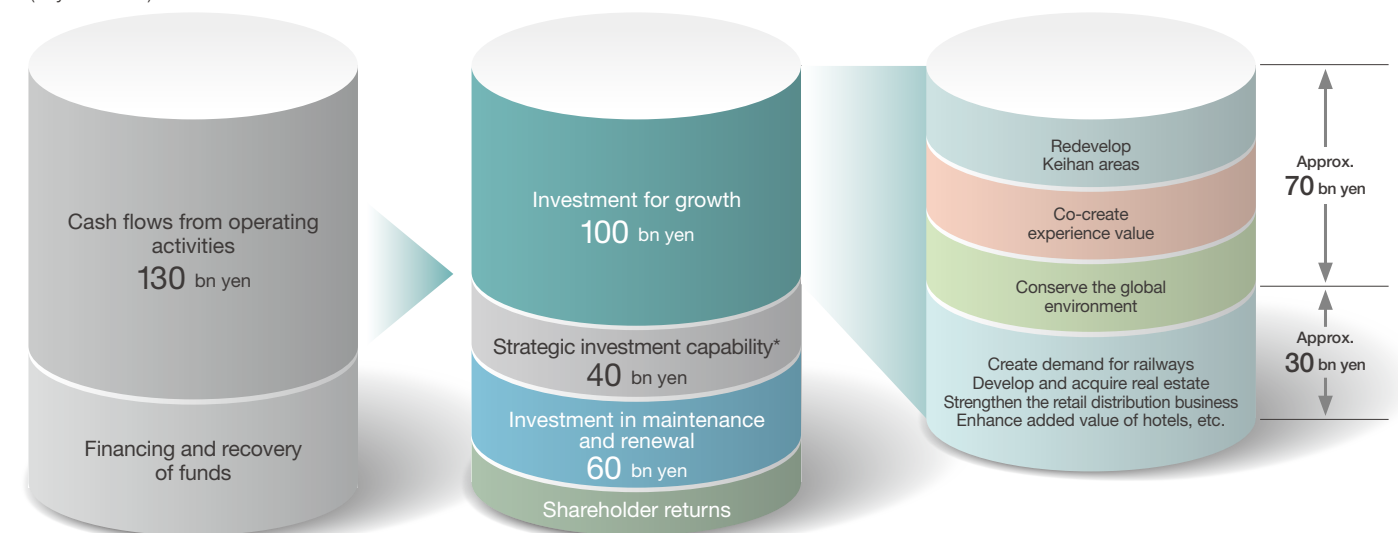 Cash flows from operating
activities
130 bn yen
Financing and recovery
of funds
Investment for growth
100 bn yen
Strategic investment capability*
40 bn yen
Investment in maintenance
and renewal
60 bn yen
Shareholder returns
Redevelop
Keihan areas
Co-create
experience value
Conserve the global
environment
Create demand for railways
Develop and acquire real estate
Strengthen the retail distribution business
Enhance added value of hotels, etc.
Approx.
70 bn yen
Approx.
30 bn yen